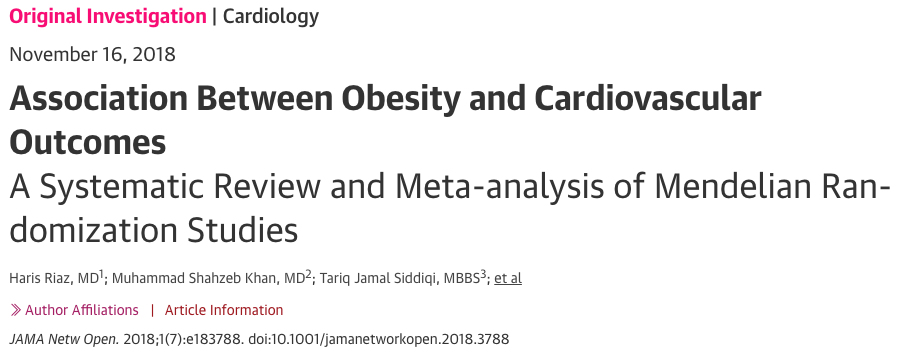 Original Investigation | Cardiology
November 16, 2018
Association Between Obesity and Cardiovascular
Outcomes
A Systematic Review and Meta-analysis of Mendelian Ran-
domization Studies
Haris Riaz, MD1; Muhammad Shahzeb Khan, MD2; Tariq Jamal Siddiqi, MBBS3; et al
Author Affiliations | Article Information
JAMA Netw Open. 2018;1(7):e183788. doi:10.1001/jamanetworkopen.2018.3788